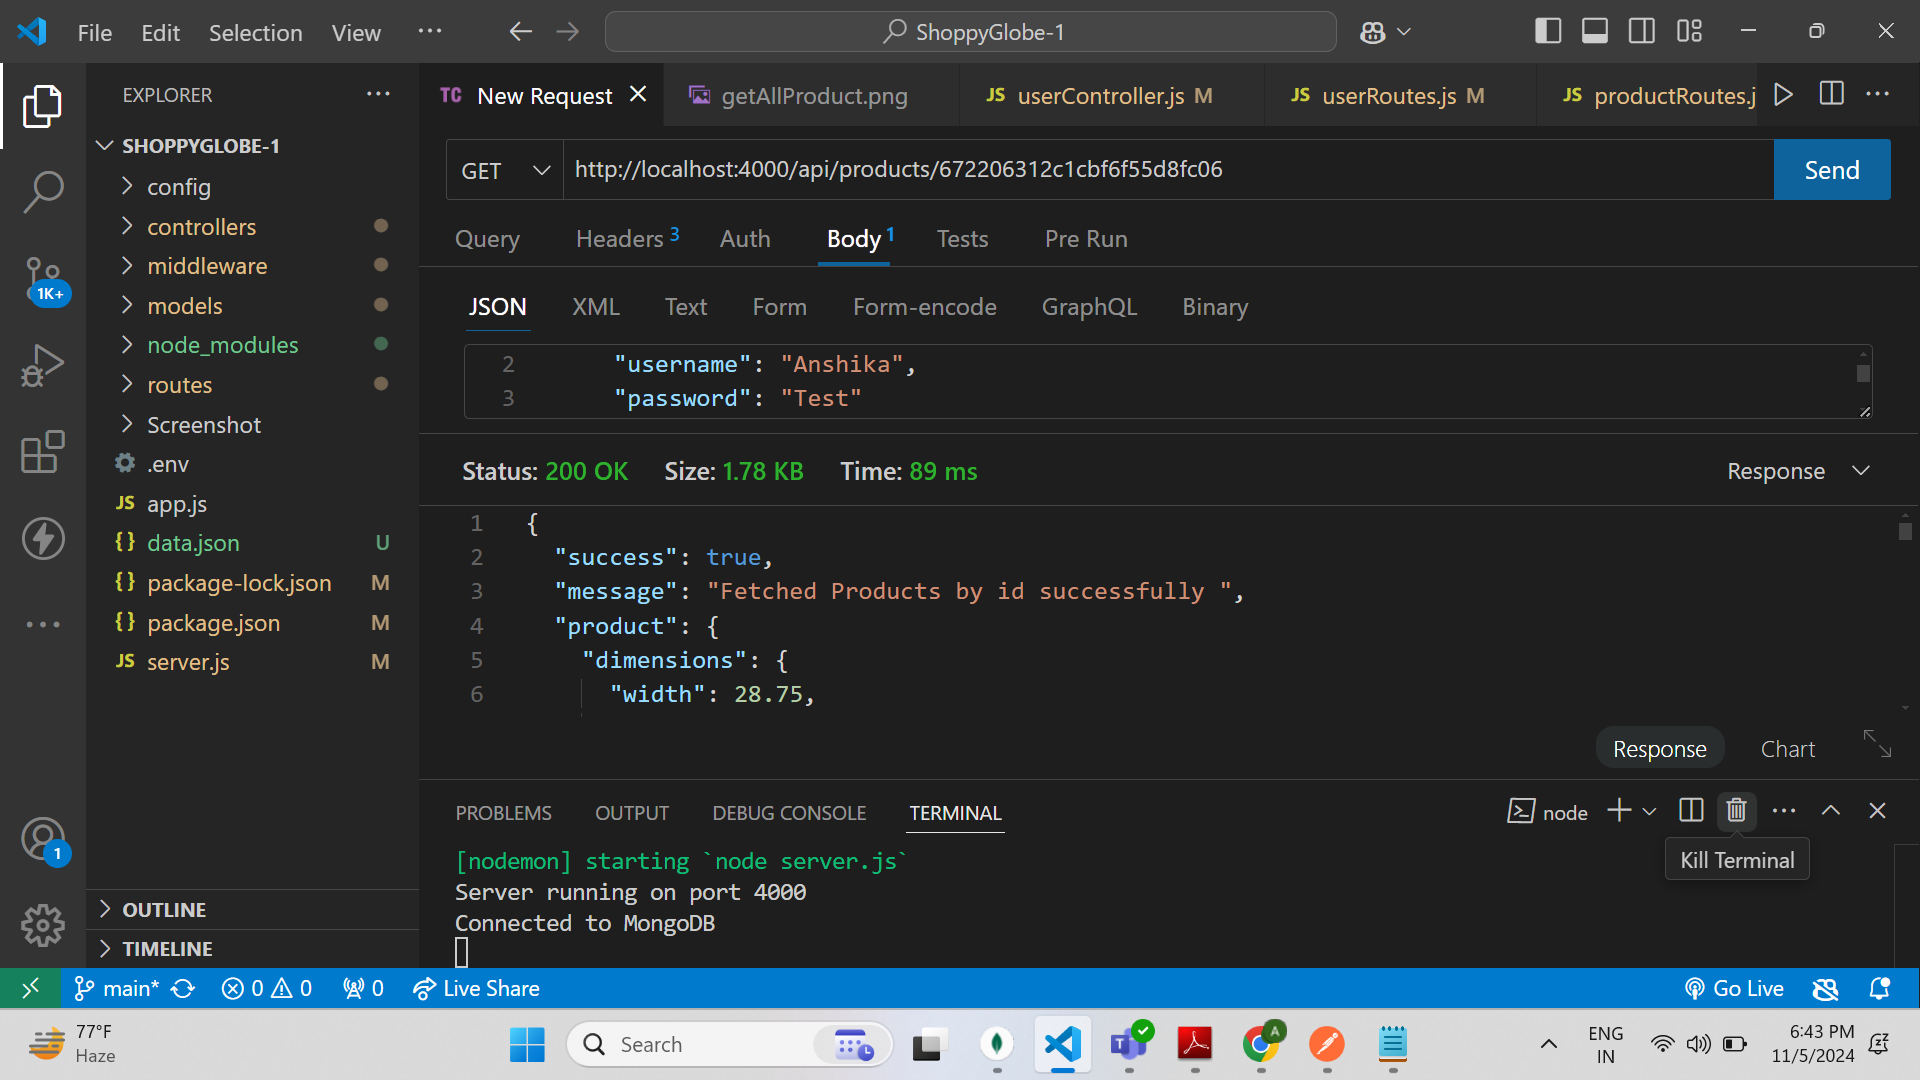 File Edit Selection View ... ShoppyGlobe-1
EXPLORER ...
SHOPPYGLOBE-1
config
controllers
middleware
models
node_modules
routes
Screenshot
.env
JS app.js
{} data.json U
{} package-lock.json M
{} package.json M
JS server.js M
OUTLINE
TIMELINE
1K+
1
TC New Request getAllProduct.png JS userController.js M JS userRoutes.js M JS productRoutes.j ...
GET http://localhost:4000/api/products/672206312c1cbf6f55d8fc06 Send
Query Headers 3 Auth Body 1 Tests Pre Run
JSON XML Text Form Form-encode GraphQL Binary
2 "username": "Anshika",
3 "password": "Test"
Status: 200 OK Size: 1.78 KB Time: 89 ms Response
1 {
2 "success": true,
3 "message": "Fetched Products by id successfully ",
4 "product": {
5 "dimensions": {
6 "width": 28.75,
Response Chart
PROBLEMS OUTPUT DEBUG CONSOLE TERMINAL node ...
Kill Terminal
[nodemon] starting `node server.js`
Server running on port 4000
Connected to MongoDB
main* 0 0 0 Live Share Go Live
77°F
Haze
Search
T
A
ENG
IN
6:43 PM
11/5/2024